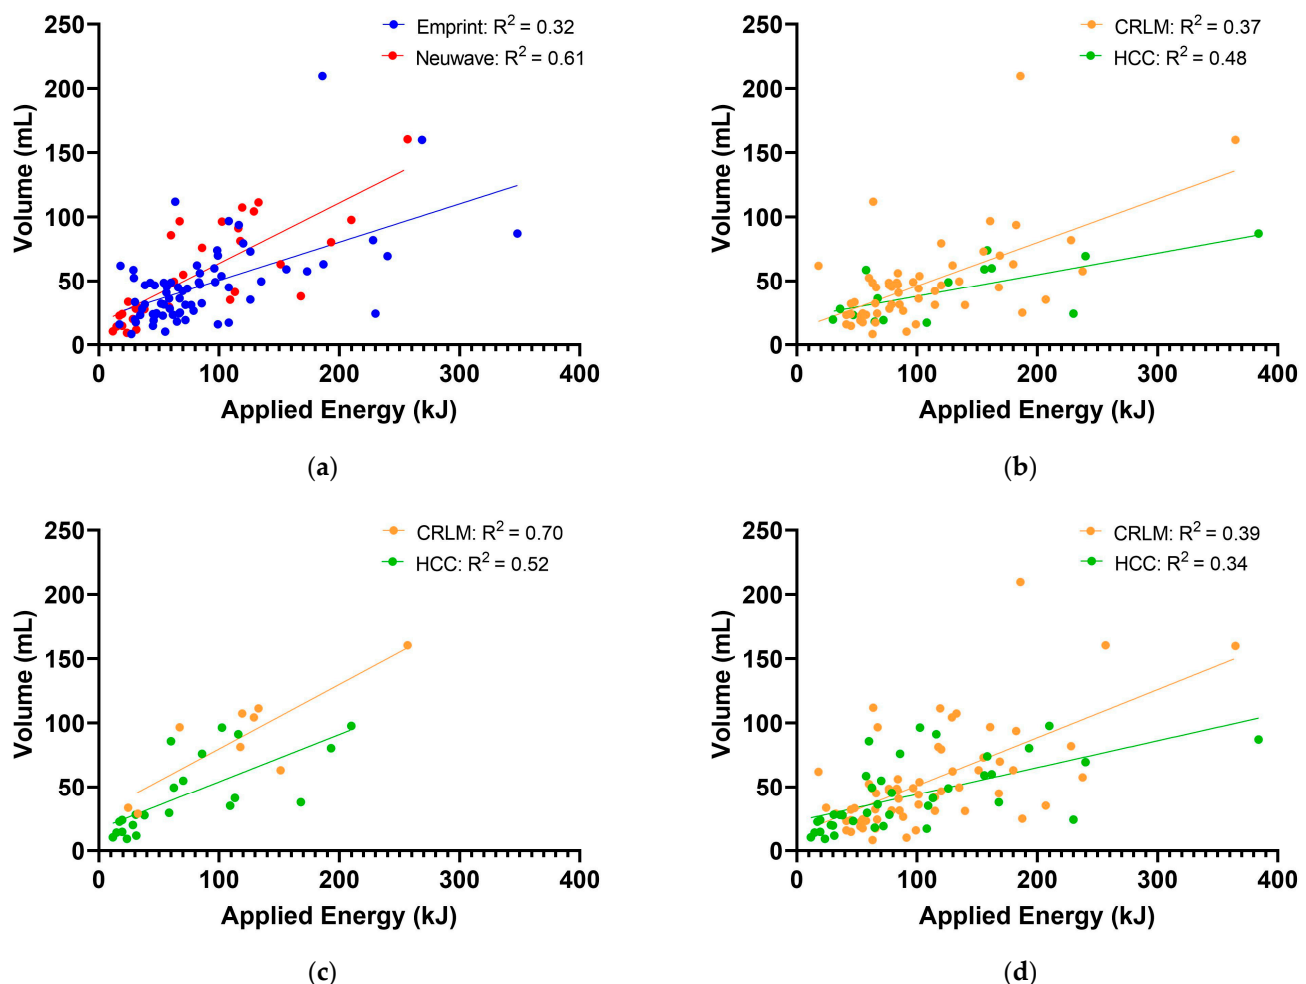 Emprint: R² = 0.32
Neuwave: R² = 0.61
250
200
150
100
50
0
Volume (mL)
0 100 200 300 400
Applied Energy (kJ)
(a)
CRLM: R² = 0.37
HCC: R² = 0.48
250
200
150
100
50
0
Volume (mL)
0 100 200 300 400
Applied Energy (kJ)
(b)
CRLM: R² = 0.70
HCC: R² = 0.52
250
200
150
100
50
0
Volume (mL)
0 100 200 300 400
Applied Energy (kJ)
(c)
CRLM: R² = 0.39
HCC: R² = 0.34
250
200
150
100
50
0
Volume (mL)
0 100 200 300 400
Applied Energy (kJ)
(d)